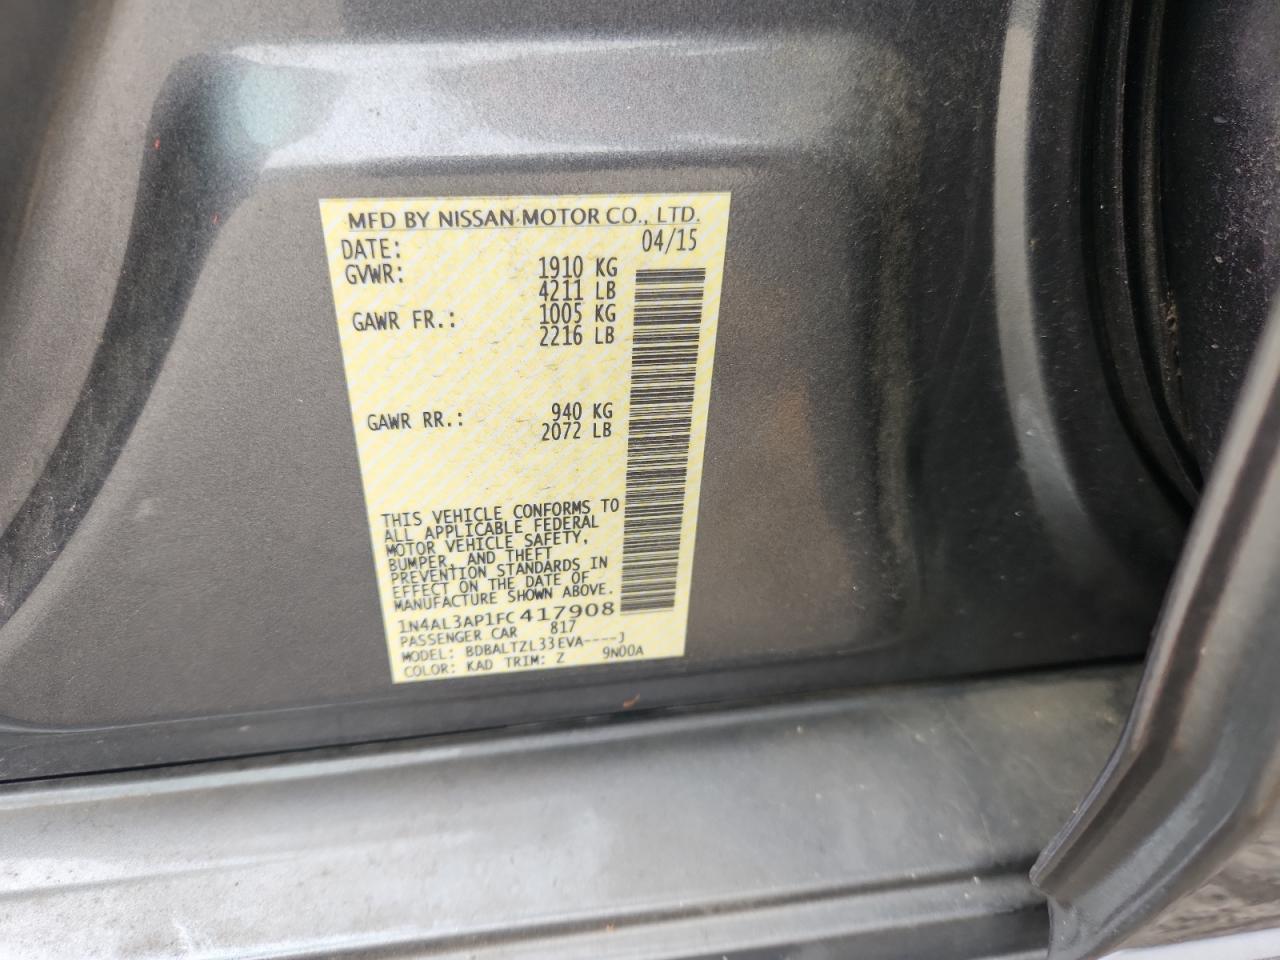 MFD BY NISSAN MOTOR CO., LTD.
DATE: 04/15
GVWR: 1910 KG
4211 LB
GAWR FR.: 1005 KG
2216 LB
GAWR RR.: 940 KG
2072 LB
THIS VEHICLE CONFORMS TO
ALL APPLICABLE FEDERAL
MOTOR VEHICLE SAFETY,
BUMPER, AND THEFT
PREVENTION STANDARDS IN
EFFECT ON THE DATE OF
MANUFACTURE SHOWN ABOVE.
1N4AL3AP1FC417908
PASSENGER CAR 817
MODEL: BDBALTZL33EVA----J
COLOR: KAD TRIM: Z 9N00A